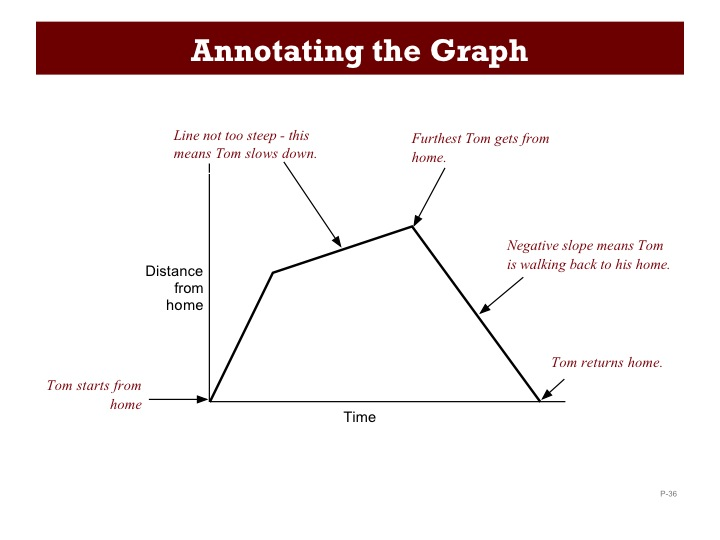 Annotating the Graph
Line not too steep - this
means Tom slows down.
Furthest Tom gets from
home.
Negative slope means Tom
is walking back to his home.
Distance
from
home
Tom returns home.
Tom starts from
home
Time
P-36